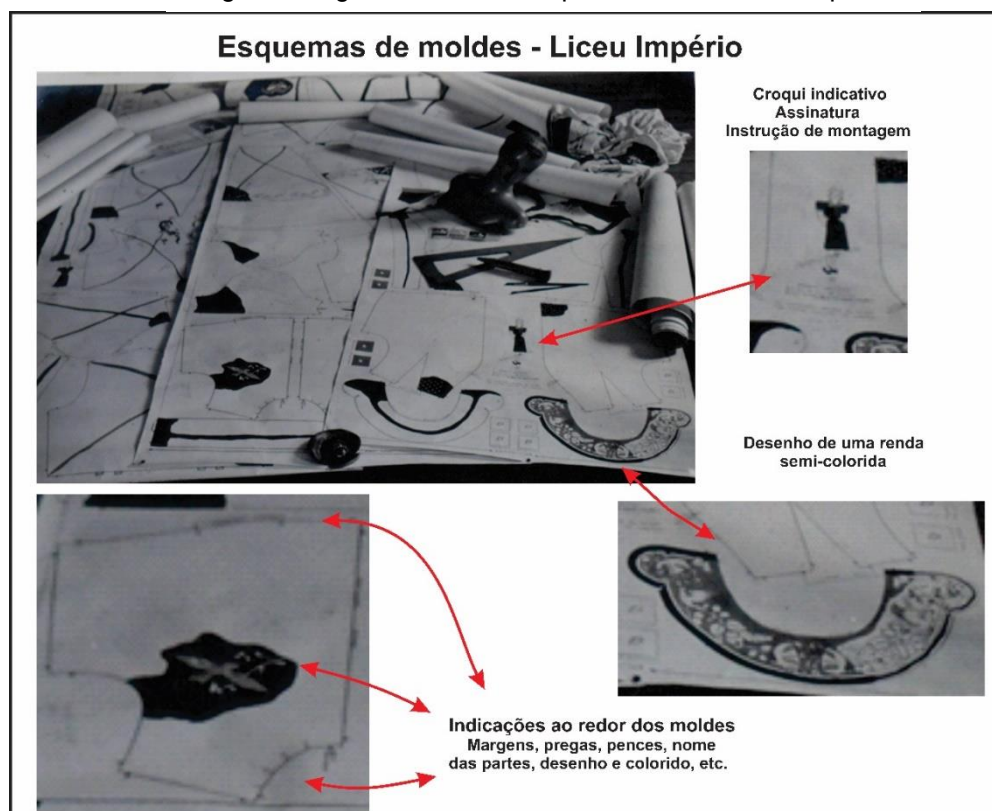 Esquemas de moldes - Liceu Império
Croqui indicativo
Assinatura
Instrução de montagem
Desenho de uma renda
semi-colorida
Indicações ao redor dos moldes
Margens, pregas, pences, nome
das partes, desenho e colorido, etc.